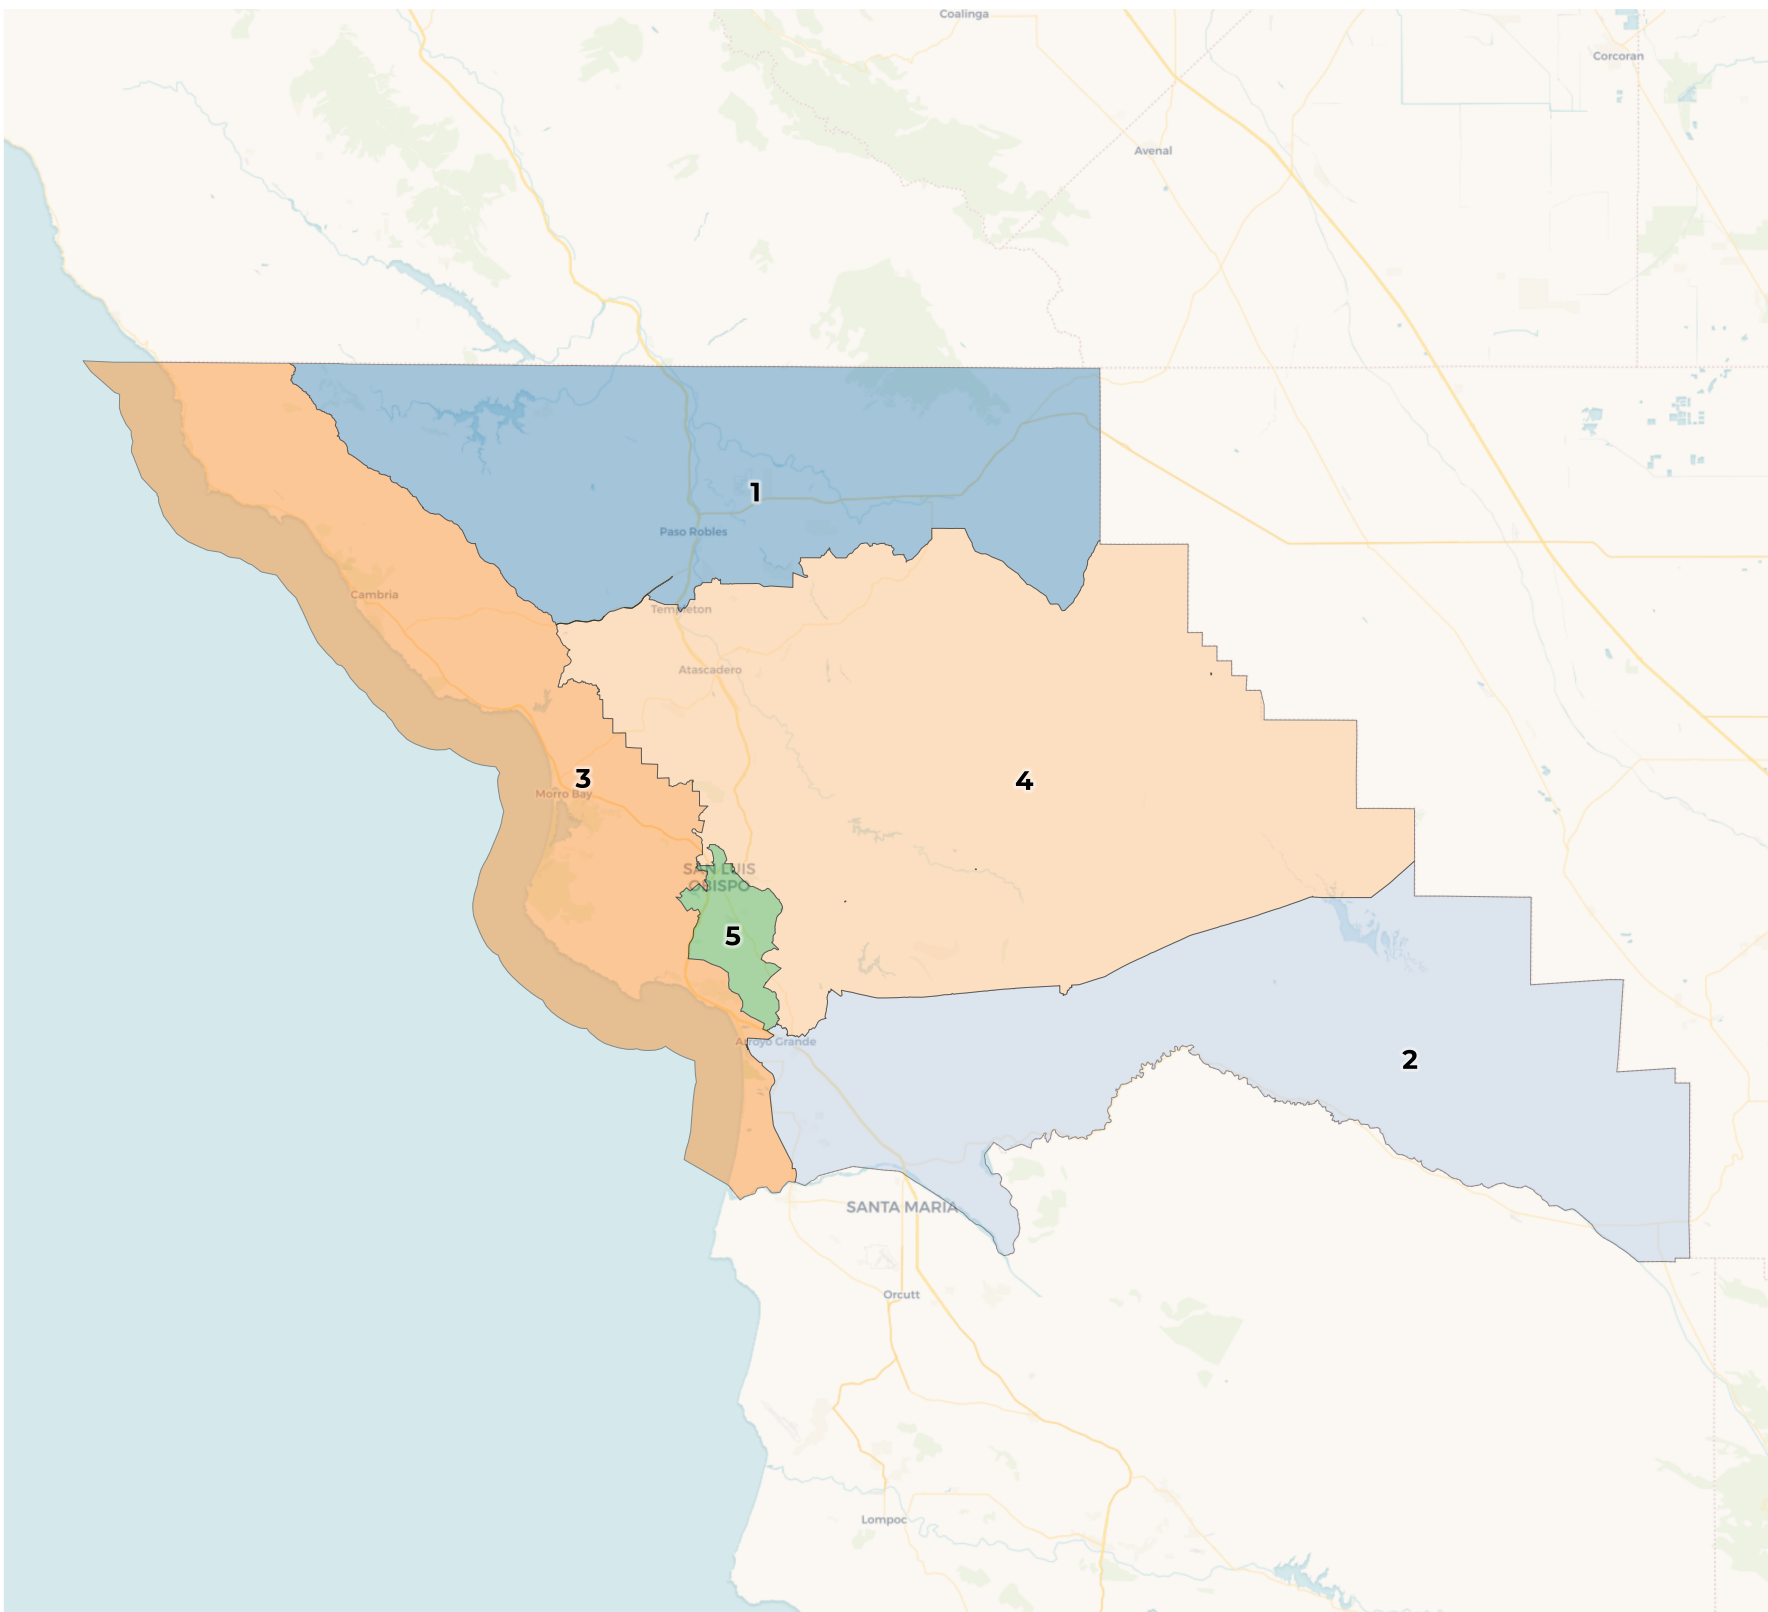 Coalinga
Corcoran
Avenal
1
Paso Robles
Cambria
Templeton
Atascadero
3
4
Morro Bay
SAN LUIS
OBISPO
5
Arroyo Grande
2
SANTA MARIA
Orcutt
Lompoc